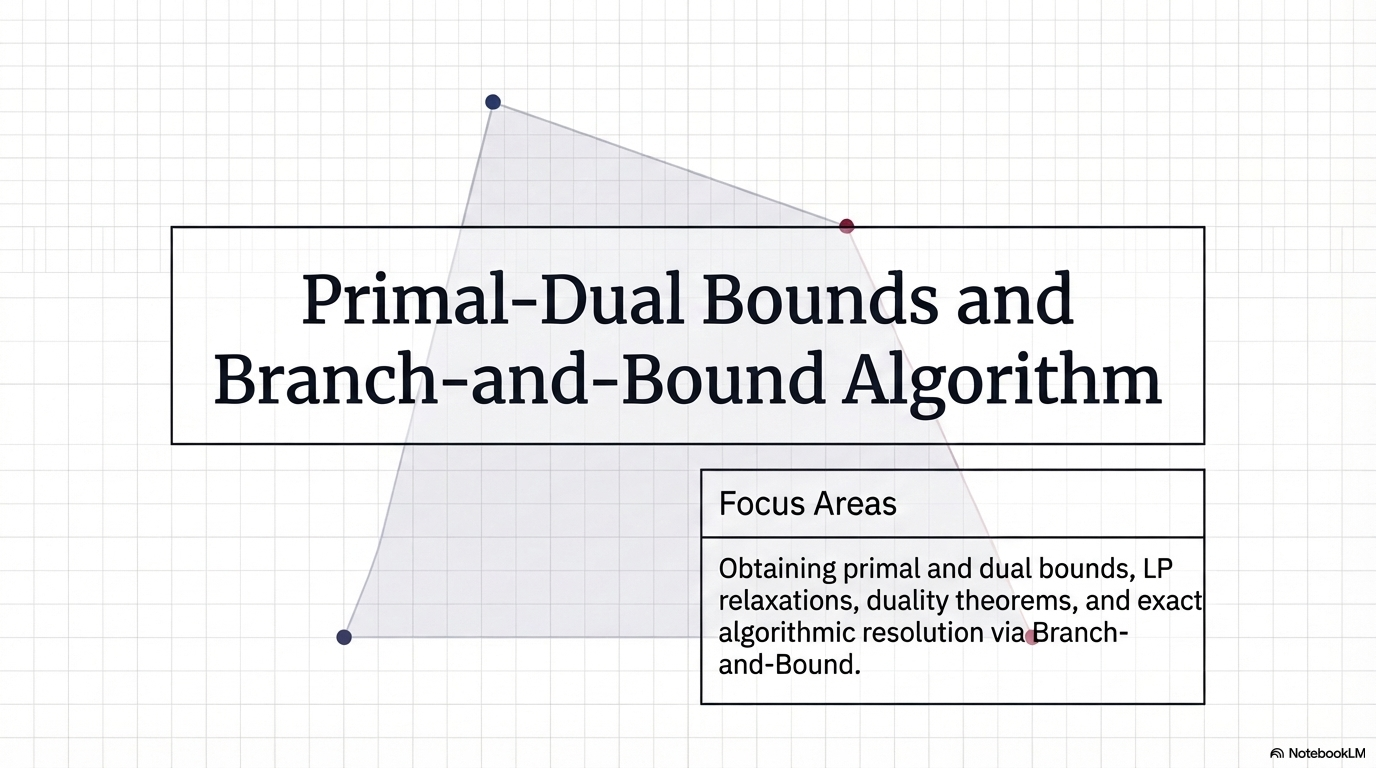 Primal-Dual Bounds and
Branch-and-Bound Algorithm
Focus Areas
Obtaining primal and dual bounds, LP
relaxations, duality theorems, and exact
algorithmic resolution via Branch-
and-Bound.
NotebookLM